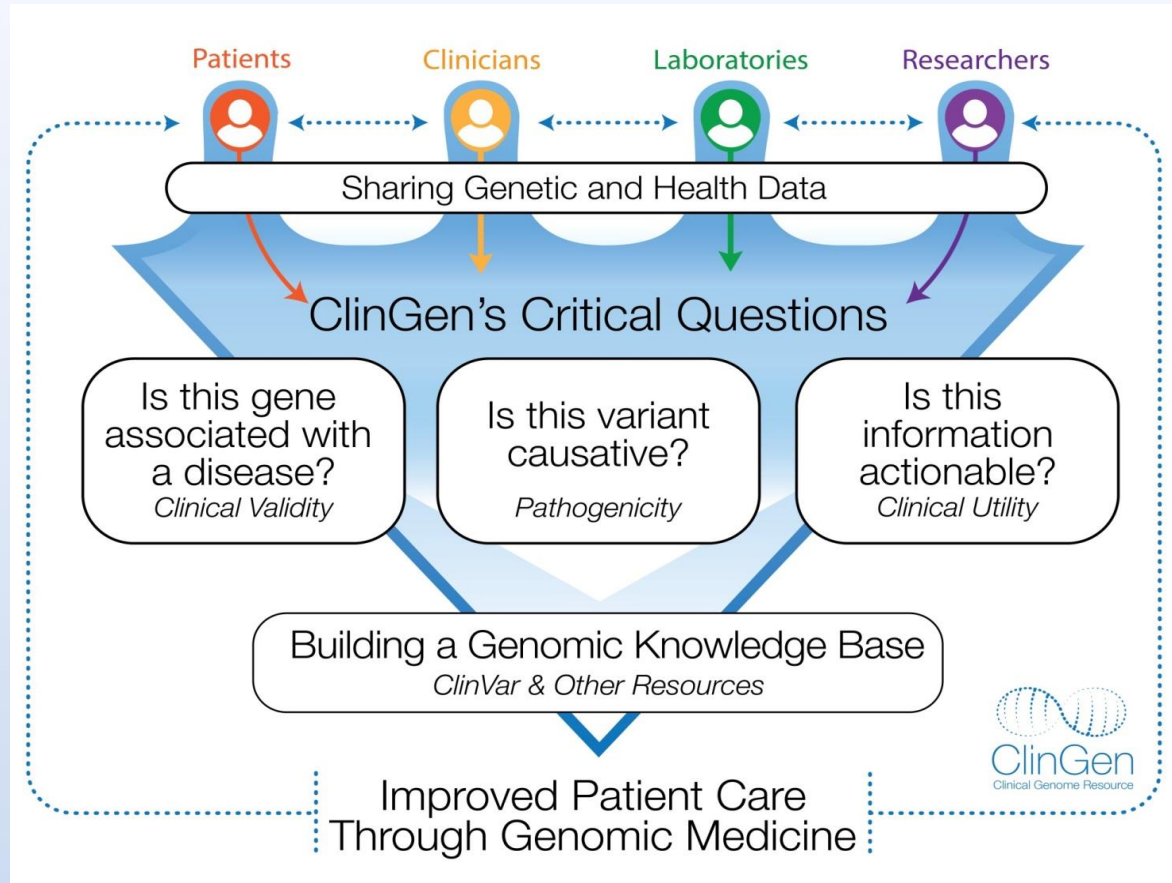 Patients
Clinicians
Laboratories
Researchers
Sharing Genetic and Health Data
ClinGen's Critical Questions
Is this gene
associated with
a disease?
Clinical Validity
Is this variant
causative?
Pathogenicity
Is this
information
actionable?
Clinical Utility
Building a Genomic Knowledge Base
ClinVar & Other Resources
ClinGen
Clinical Genome Resource
Improved Patient Care
Through Genomic Medicine